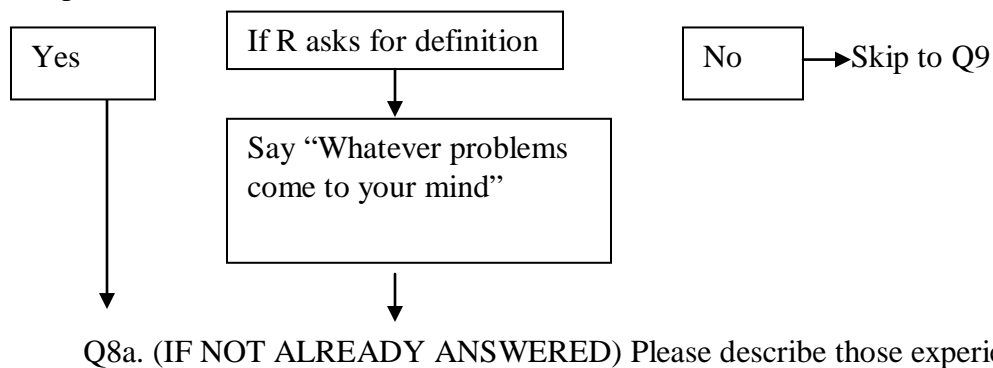 Yes
If R asks for definition
No
Skip to Q9
Say “Whatever problems
come to your mind”
Q8a. (IF NOT ALREADY ANSWERED) Please describe those